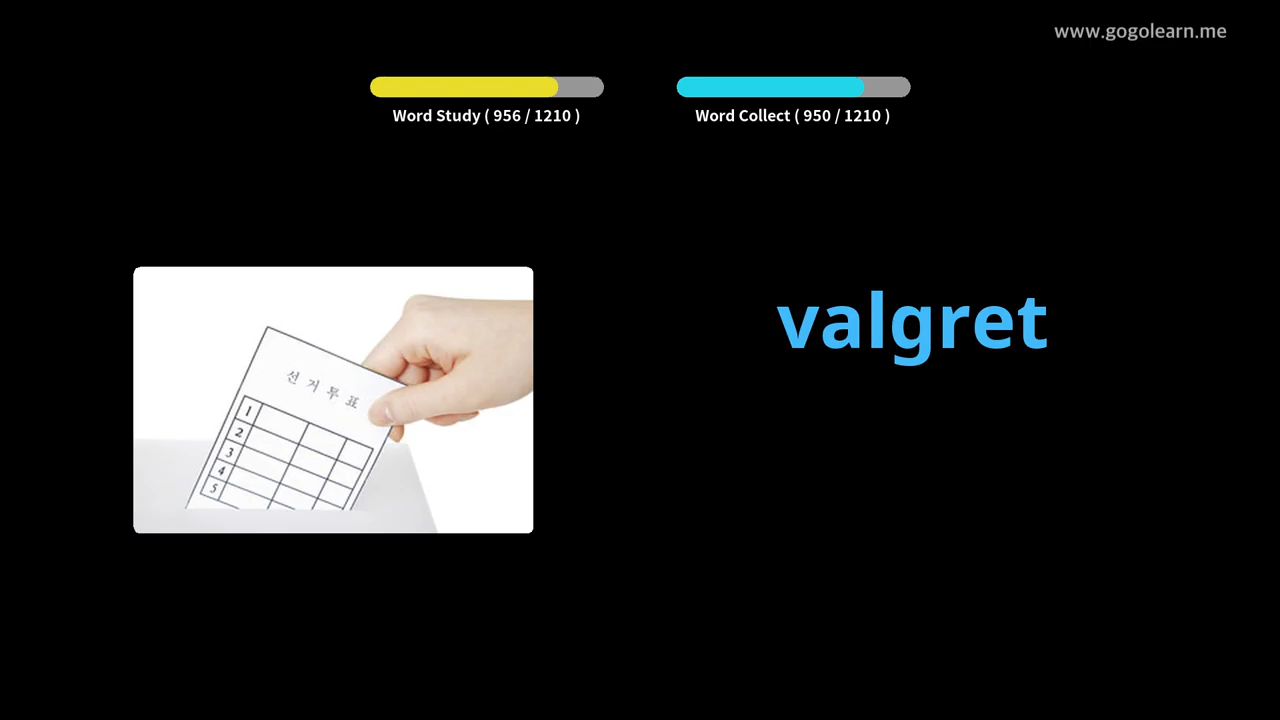 www.gogolearn.me
Word Study ( 956 / 1210 )
Word Collect ( 950 / 1210 )
valgret
선거투표
1
2
3
4
5